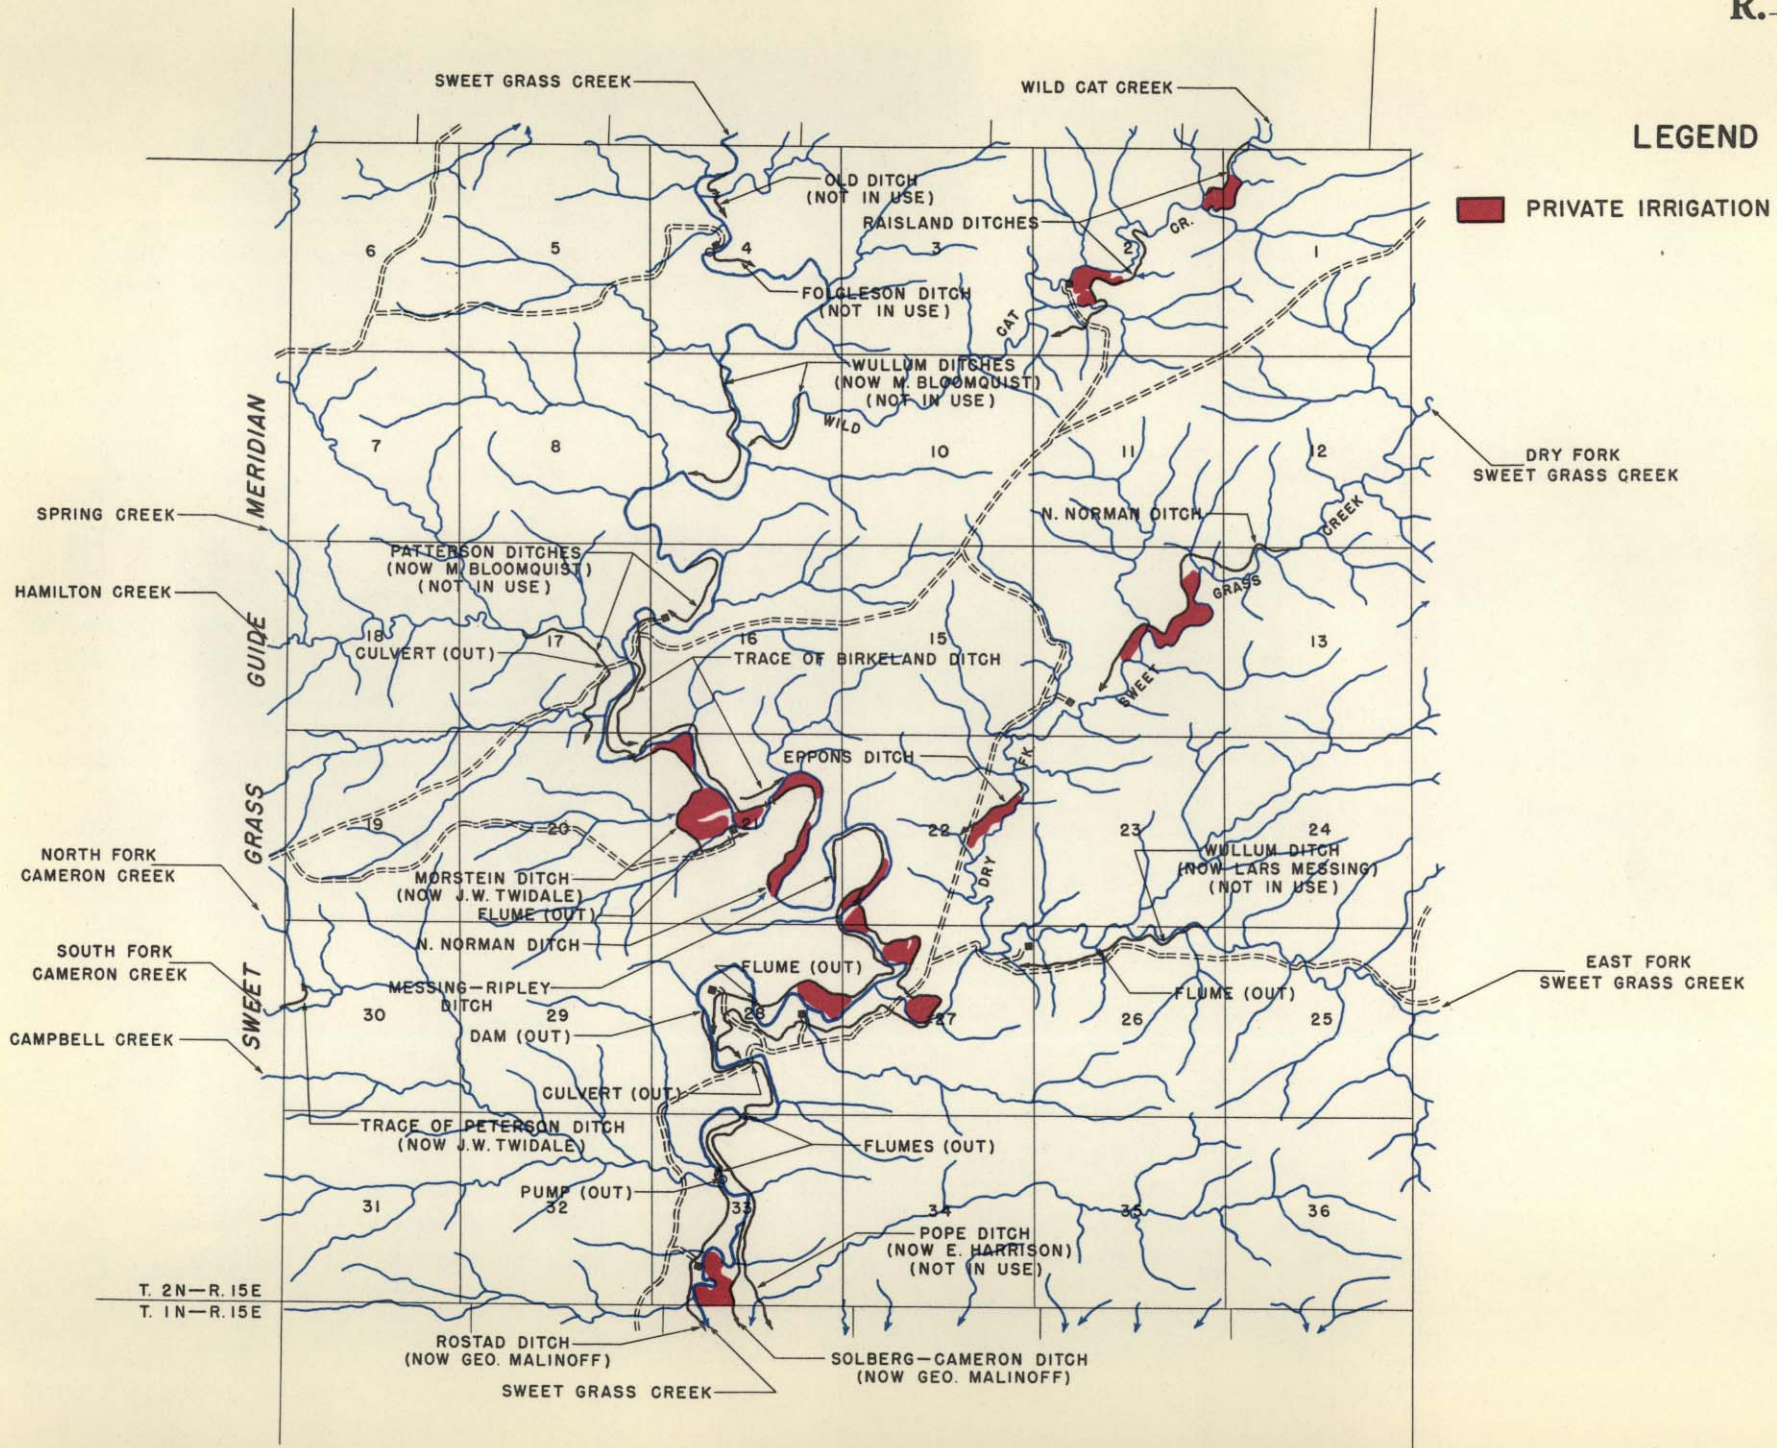 R.
SWEET GRASS CREEK
WILD CAT CREEK
LEGEND
PRIVATE IRRIGATION
OLD DITCH
(NOT IN USE)
RAISLAND DITCHES
CR.
6
5
4
3
2
1
FOLGLESON DITCH
(NOT IN USE)
CAT
WULLUM DITCHES
(NOW M. BLOOMQUIST)
(NOT IN USE)
WILD
7
8
10
11
12
DRY FORK
SWEET GRASS CREEK
SPRING CREEK
N. NORMAN DITCH
CREEK
PATTERSON DITCHES
(NOW M. BLOOMQUIST)
(NOT IN USE)
HAMILTON CREEK
GRASS
18
17
16
15
13
CULVERT (OUT)
TRACE OF BIRKELAND DITCH
SWEET
SWEET GRASS GUIDE MERIDIAN
EPPONS DITCH
FK
19
20
21
22
23
24
NORTH FORK
CAMERON CREEK
WULLUM DITCH
(NOW LARS MESSING)
(NOT IN USE)
DRY
MORSTEIN DITCH
(NOW J.W. TWIDALE)
FLUME (OUT)
N. NORMAN DITCH
SOUTH FORK
CAMERON CREEK
FLUME (OUT)
EAST FORK
SWEET GRASS CREEK
MESSING-RIPLEY
DITCH
FLUME (OUT)
30
29
28
27
26
25
DAM (OUT)
CAMPBELL CREEK
CULVERT (OUT)
TRACE OF PETERSON DITCH
(NOW J.W. TWIDALE)
FLUMES (OUT)
PUMP (OUT)
31
32
33
34
35
36
POPE DITCH
(NOW E. HARRISON)
(NOT IN USE)
T. 2N-R. 15E
T. 1N-R. 15E
ROSTAD DITCH
(NOW GEO. MALINOFF)
SOLBERG-CAMERON DITCH
(NOW GEO. MALINOFF)
SWEET GRASS CREEK